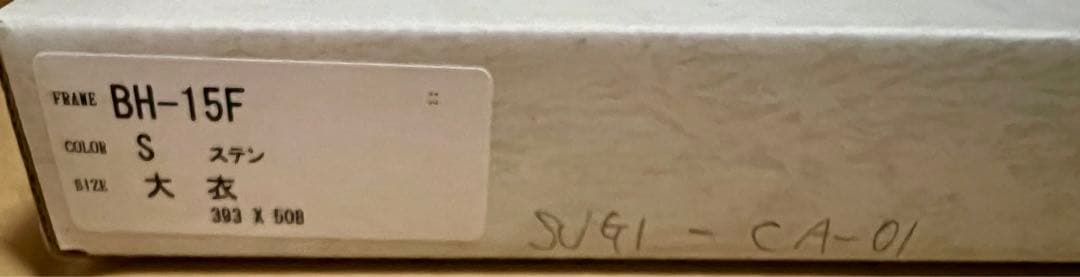 FRAME BH-15F
COLOR S ステン
SIZE 大 衣
393 X 508
SUGI - CA-01